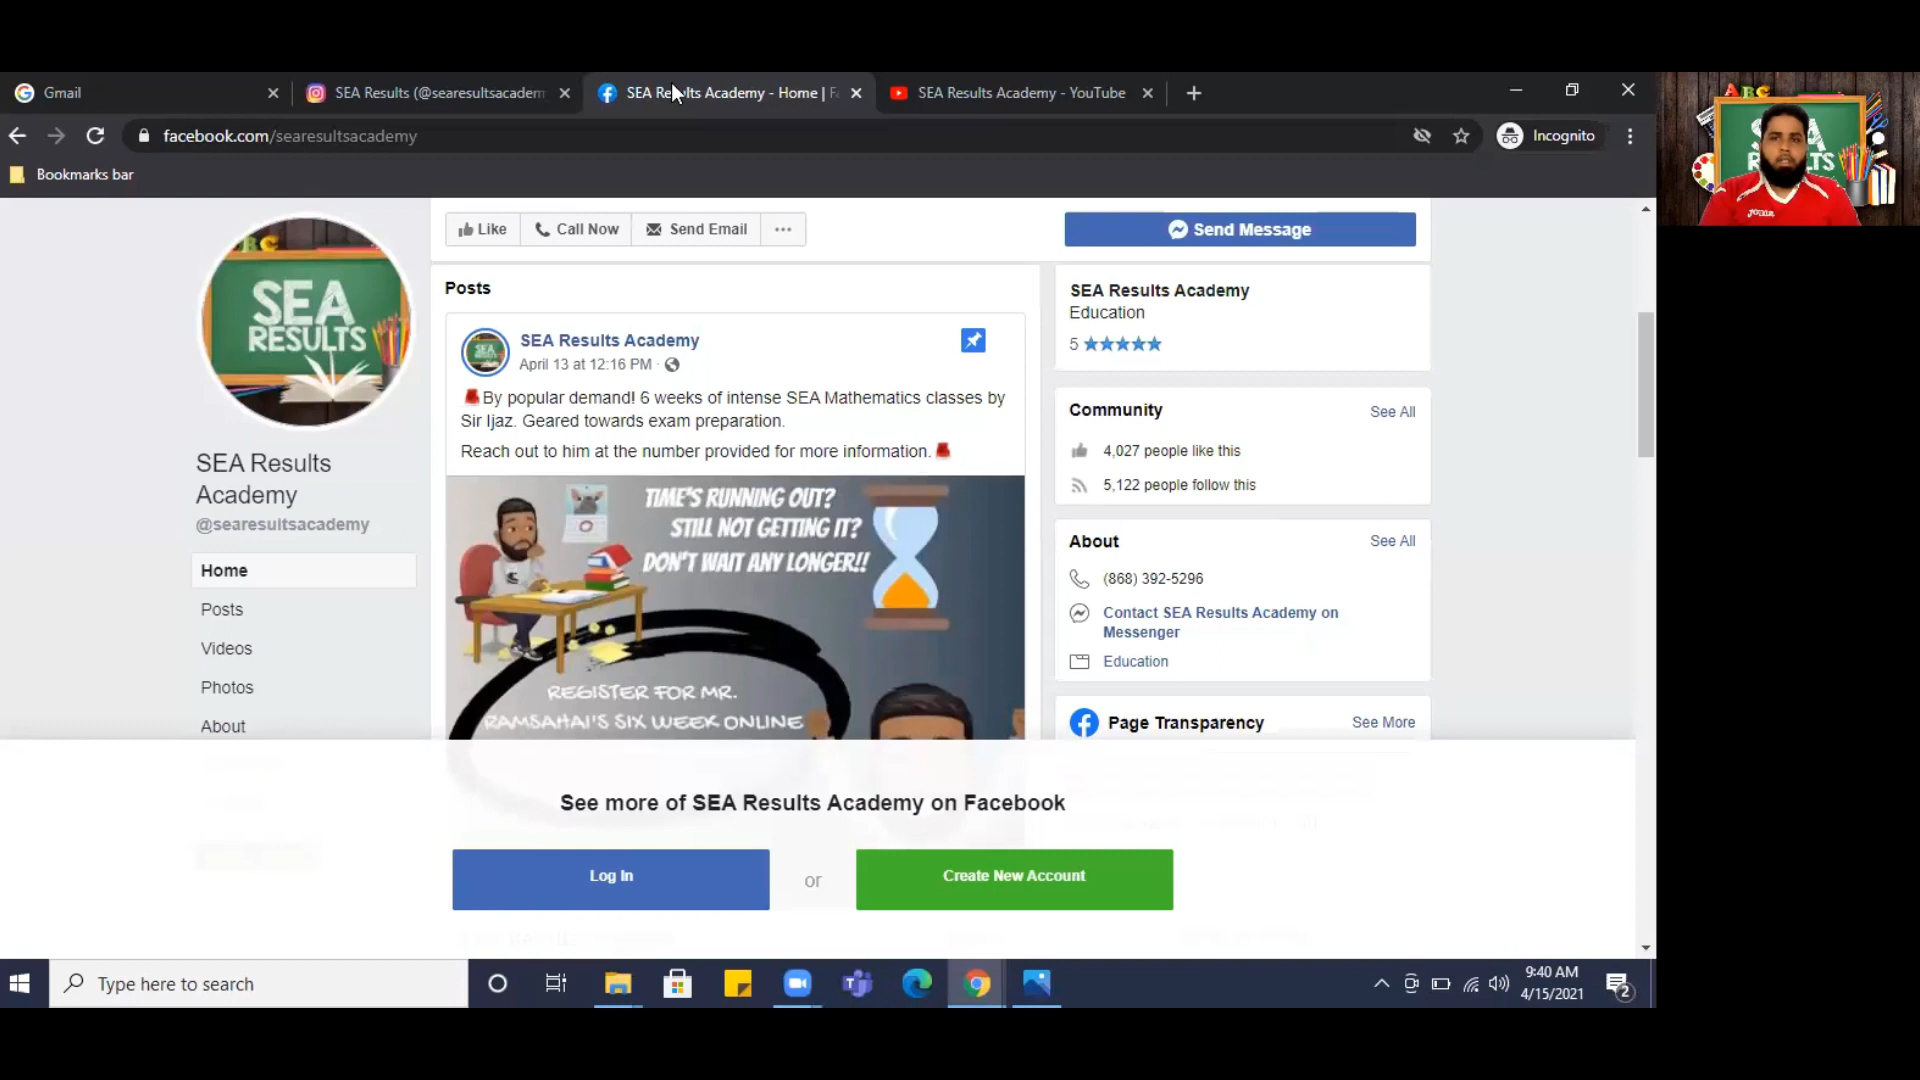 Gmail
SEA Results (@searesultsacadem
SEA Results Academy - Home | Fa
SEA Results Academy - YouTube
facebook.com/searesultsacademy
Incognito
Bookmarks bar
ABC
SEA
RESULTS
SEA Results
Academy
@searesultsacademy
Home
Posts
Videos
Photos
About
Like
Call Now
Send Email
Send Message
Posts
SEA Results Academy
April 13 at 12:16 PM
By popular demand! 6 weeks of intense SEA Mathematics classes by
Sir Ijaz. Geared towards exam preparation.
Reach out to him at the number provided for more information.
TIME'S RUNNING OUT?
STILL NOT GETTING IT?
DON'T WAIT ANY LONGER!!
REGISTER FOR MR.
RAMSAHAI'S SIX WEEK ONLINE
SEA Results Academy
Education
5
Community
See All
4,027 people like this
5,122 people follow this
About
See All
(868) 392-5296
Contact SEA Results Academy on
Messenger
Education
Page Transparency
See More
See more of SEA Results Academy on Facebook
Log In
or
Create New Account
Type here to search
9:40 AM
4/15/2021
2
ABC
joma